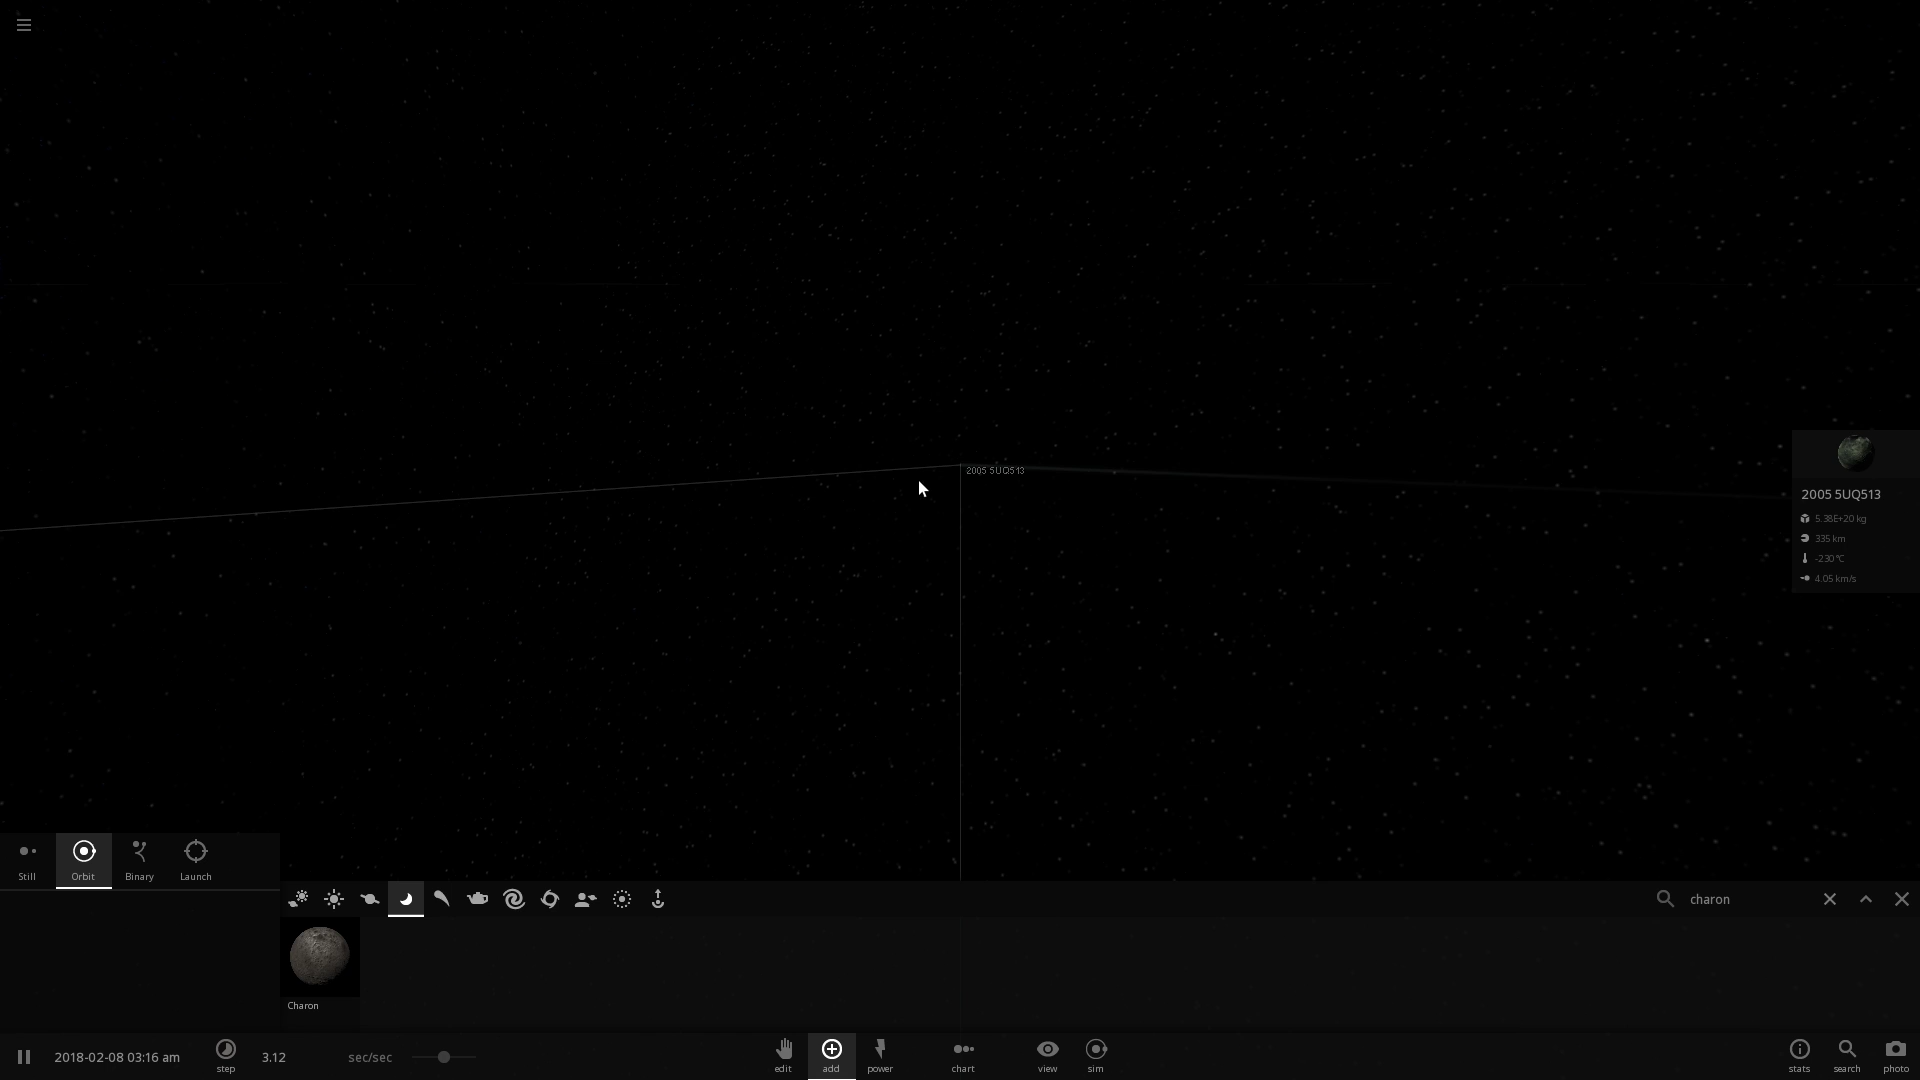 2005 5UQ513
2005 5UQ513
5.38E+20 kg
335 km
-230 °C
4.05 km/s
Still
Orbit
Binary
Launch
charon
Charon
2018-02-08 03:16 am
step
3.12
sec/sec
edit
add
power
chart
view
sim
stats
search
photo